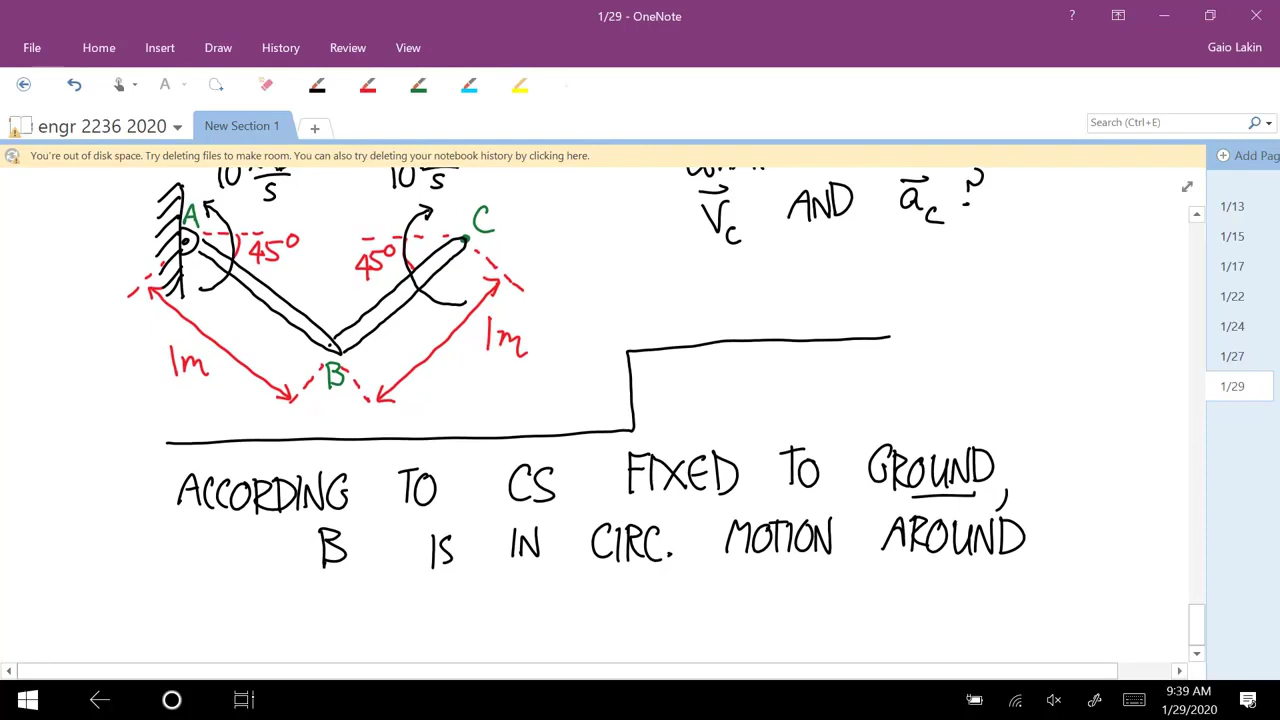 1/29 - OneNote
?
File Home Insert Draw History Review View
Gaio Lakin
A
engr 2236 2020
New Section 1
+
Search (Ctrl+E)
You're out of disk space. Try deleting files to make room. You can also try deleting your notebook history by clicking here.
Add Pag
1/13
1/15
1/17
1/22
1/24
1/27
1/29
10 /s
10 /s
V⃗c AND a⃗c ?
A
45°
45°
C
1m
1m
B
ACCORDING TO CS FIXED TO GROUND,
B IS IN CIRC. MOTION AROUND
9:39 AM
1/29/2020